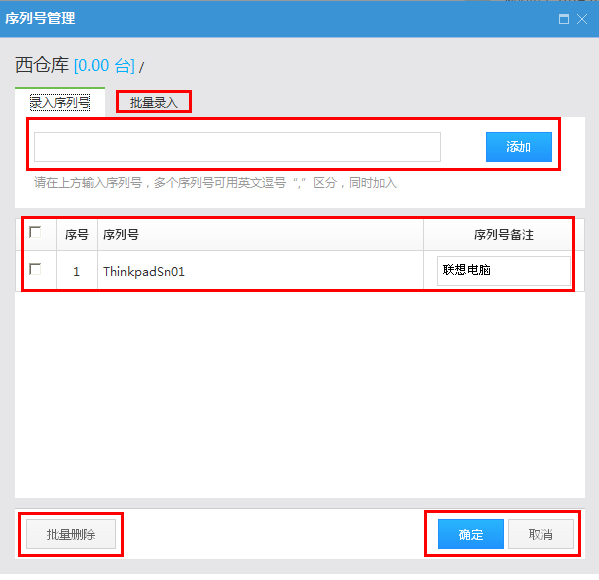 序列号管理
西仓库 [0.00 台] /
录入序列号 批量录入
添加
请在上方输入序列号，多个序列号可用英文逗号“,”区分，同时加入
序号 序列号 序列号备注
1 ThinkpadSn01 联想电脑
批量删除 确定 取消